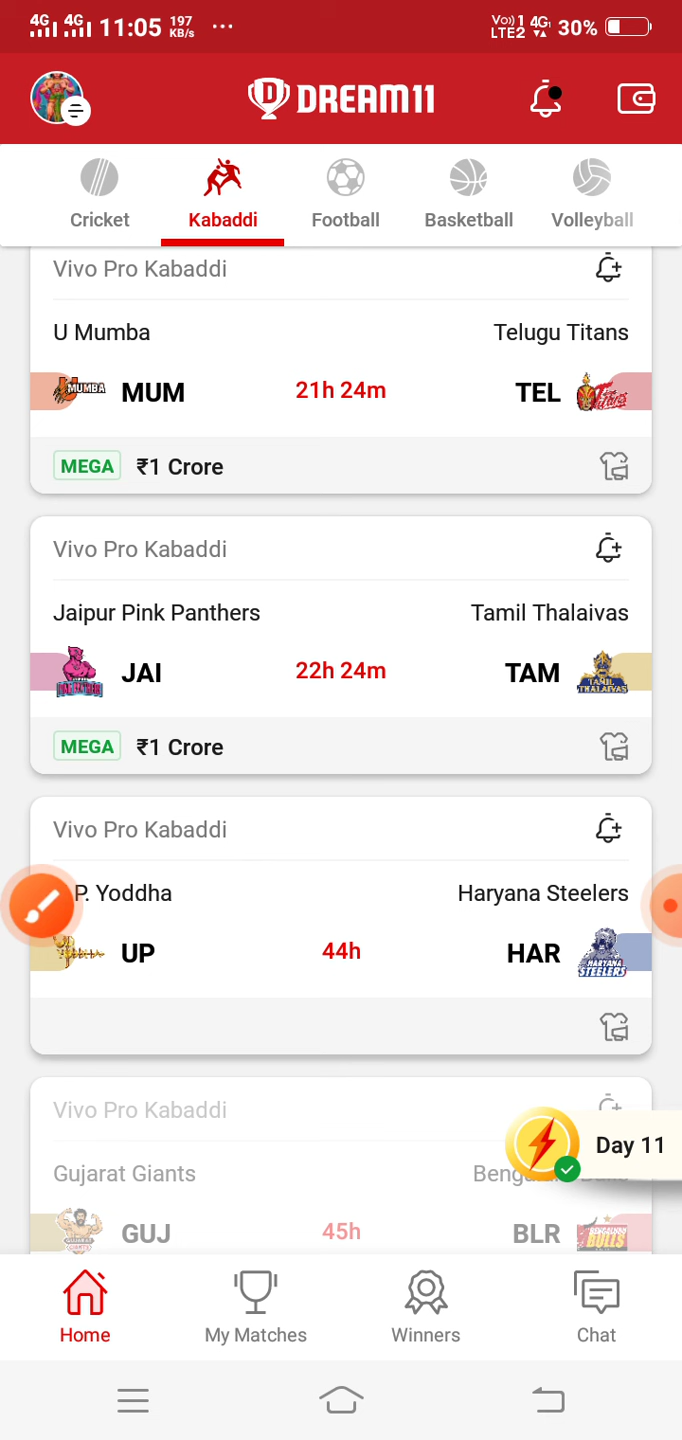 4G 4G 11:05 197 KB/s ... Vo)) 1 4G LTE2 30%
DREAM11
Cricket Kabaddi Football Basketball Volleyball
Vivo Pro Kabaddi
U Mumba Telugu Titans
MUMBA MUM 21h 24m TEL Titans
MEGA ₹1 Crore
Vivo Pro Kabaddi
Jaipur Pink Panthers Tamil Thalaivas
JAI 22h 24m TAM TAMIL THALAIVAS
MEGA ₹1 Crore
Vivo Pro Kabaddi
P. Yoddha Haryana Steelers
UP 44h HAR HARYANA STEELERS
Vivo Pro Kabaddi
Day 11
Gujarat Giants
GUJ 45h BLR BENGALURU BULLS
Home My Matches Winners Chat